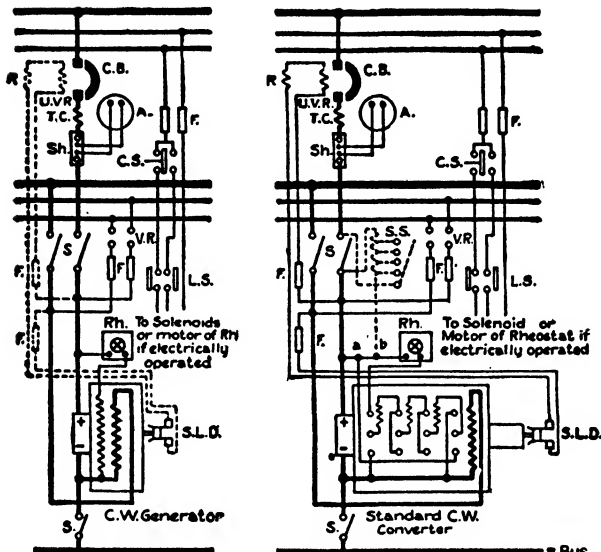 C.B.
R
U.V.R.
T.C.
A.
F.
Sh.
C.S.
S
V.R.
F.
F.
L.S.
F.
Rh.
To Solenoids
or motor of Rh
if electrically
operated
+
-
S.L.D.
C.W. Generator
S.
C.B.
R
U.V.R.
T.C.
A.
F.
Sh.
C.S.
S
S.S.
V.R.
F.
F.
L.S.
Rh.
F.
a
b
To Solenoid or
Motor of Rheostat if
electrically operated
+
-
S.L.D.
Standard C.W.
Converter
S.
= Bus